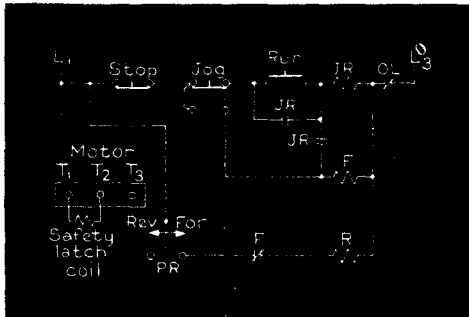 L1 Stop Jog Run JR OL L3
JR
JR
Motor
T1 T2 T3
F
Safety
latch
coil
Rev For
PR
F
R